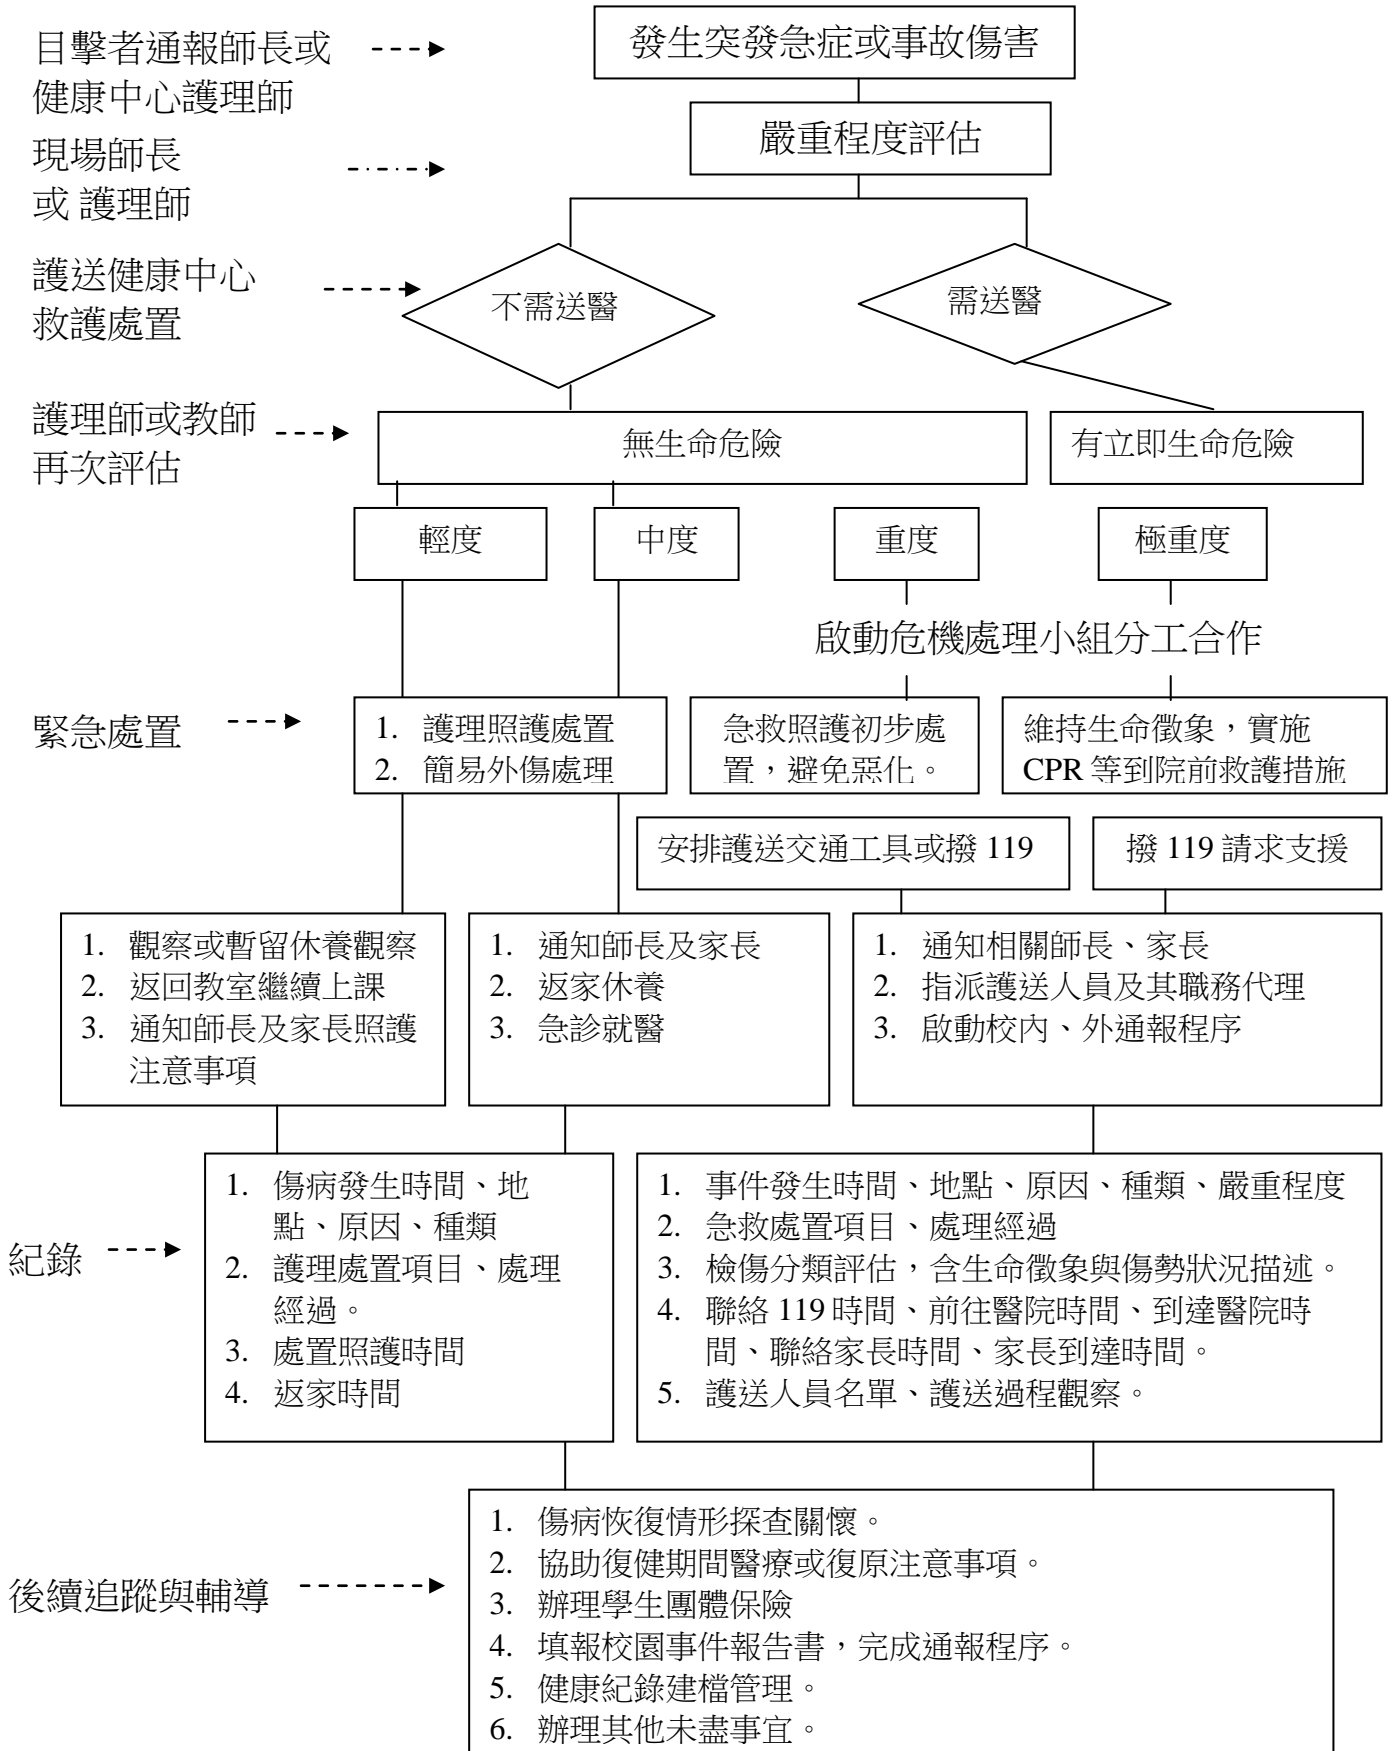 目擊者通報師長或
健康中心護理師
發生突發急症或事故傷害
現場師長
或 護理師
嚴重程度評估
護送健康中心
救護處置
不需送醫
需送醫
護理師或教師
再次評估
無生命危險
有立即生命危險
輕度
中度
重度
極重度
啟動危機處理小組分工合作
緊急處置
1. 護理照護處置
2. 簡易外傷處理
急救照護初步處
置，避免惡化。
維持生命徵象，實施
CPR 等到院前救護措施
安排護送交通工具或撥 119
撥 119 請求支援
1. 觀察或暫留休養觀察
2. 返回教室繼續上課
3. 通知師長及家長照護
注意事項
1. 通知師長及家長
2. 返家休養
3. 急診就醫
1. 通知相關師長、家長
2. 指派護送人員及其職務代理
3. 啟動校內、外通報程序
紀錄
1. 傷病發生時間、地
點、原因、種類
2. 護理處置項目、處理
經過。
3. 處置照護時間
4. 返家時間
1. 事件發生時間、地點、原因、種類、嚴重程度
2. 急救處置項目、處理經過
3. 檢傷分類評估，含生命徵象與傷勢狀況描述。
4. 聯絡 119 時間、前往醫院時間、到達醫院時
間、聯絡家長時間、家長到達時間。
5. 護送人員名單、護送過程觀察。
後續追蹤與輔導
1. 傷病恢復情形探查關懷。
2. 協助復健期間醫療或復原注意事項。
3. 辦理學生團體保險
4. 填報校園事件報告書，完成通報程序。
5. 健康紀錄建檔管理。
6. 辦理其他未盡事宜。